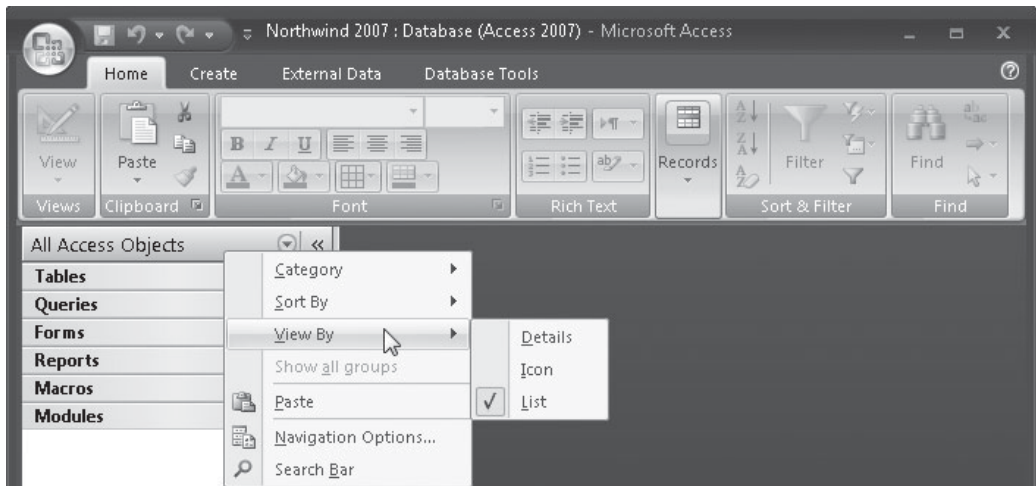 Northwind 2007 : Database (Access 2007) - Microsoft Access
Home Create External Data Database Tools
View Paste B I U A Records Filter Find
Views Clipboard Font Rich Text Sort & Filter Find
All Access Objects
Tables
Queries
Forms
Reports
Macros
Modules
Category
Sort By
View By
Show all groups
Paste
Navigation Options...
Search Bar
Details
Icon
List